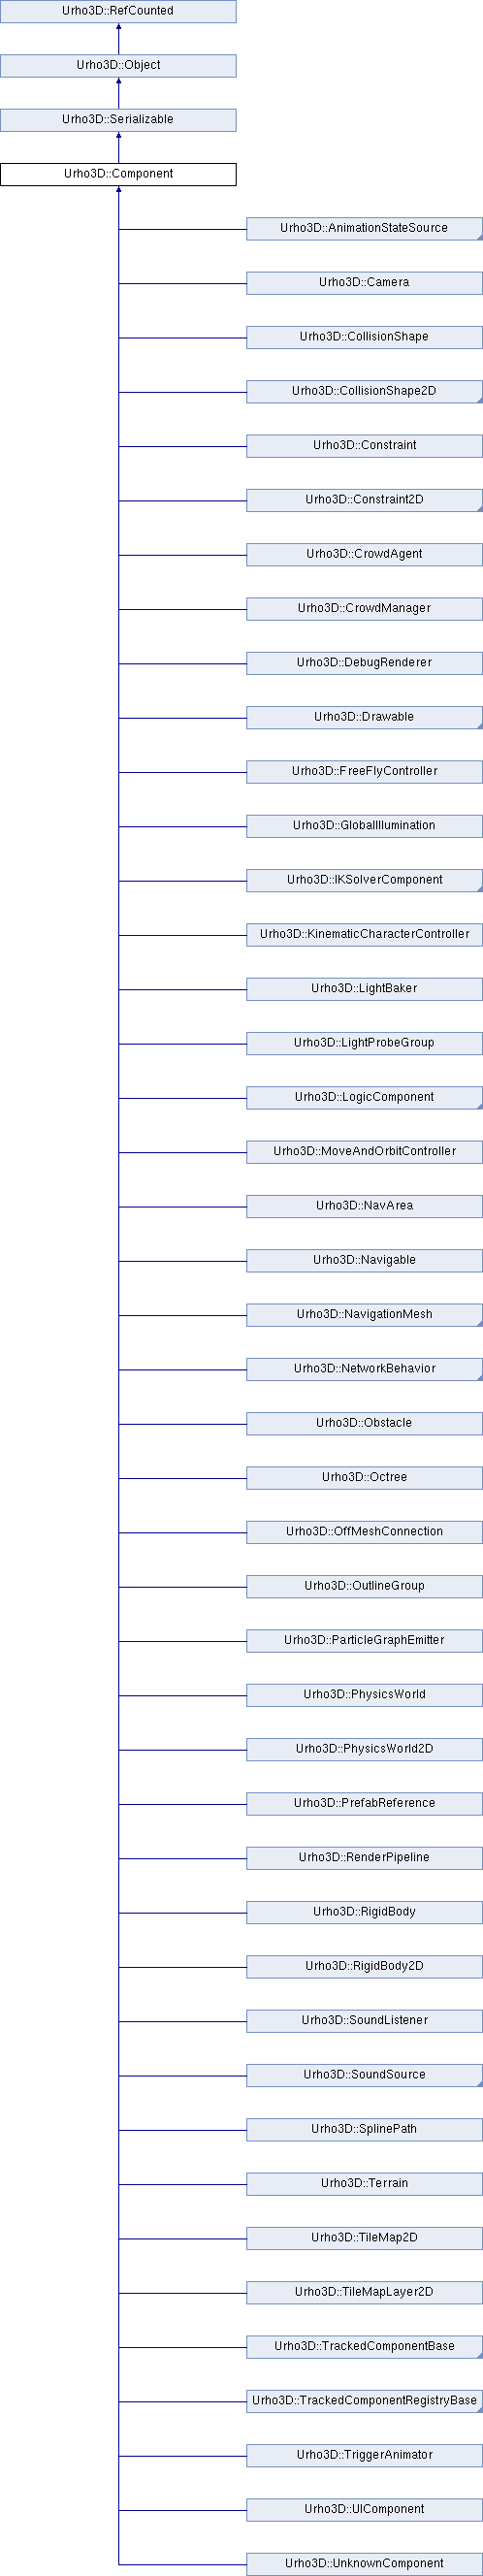 Urho3D::RefCounted
Urho3D::Object
Urho3D::Serializable
Urho3D::Component
Urho3D::AnimationStateSource
Urho3D::Camera
Urho3D::CollisionShape
Urho3D::CollisionShape2D
Urho3D::Constraint
Urho3D::Constraint2D
Urho3D::CrowdAgent
Urho3D::CrowdManager
Urho3D::DebugRenderer
Urho3D::Drawable
Urho3D::FreeFlyController
Urho3D::GlobalIllumination
Urho3D::IKSolverComponent
Urho3D::KinematicCharacterController
Urho3D::LightBaker
Urho3D::LightProbeGroup
Urho3D::LogicComponent
Urho3D::MoveAndOrbitController
Urho3D::NavArea
Urho3D::Navigable
Urho3D::NavigationMesh
Urho3D::NetworkBehavior
Urho3D::Obstacle
Urho3D::Octree
Urho3D::OffMeshConnection
Urho3D::OutlineGroup
Urho3D::ParticleGraphEmitter
Urho3D::PhysicsWorld
Urho3D::PhysicsWorld2D
Urho3D::PrefabReference
Urho3D::RenderPipeline
Urho3D::RigidBody
Urho3D::RigidBody2D
Urho3D::SoundListener
Urho3D::SoundSource
Urho3D::SplinePath
Urho3D::Terrain
Urho3D::TileMap2D
Urho3D::TileMapLayer2D
Urho3D::TrackedComponentBase
Urho3D::TrackedComponentRegistryBase
Urho3D::TriggerAnimator
Urho3D::UIComponent
Urho3D::UnknownComponent